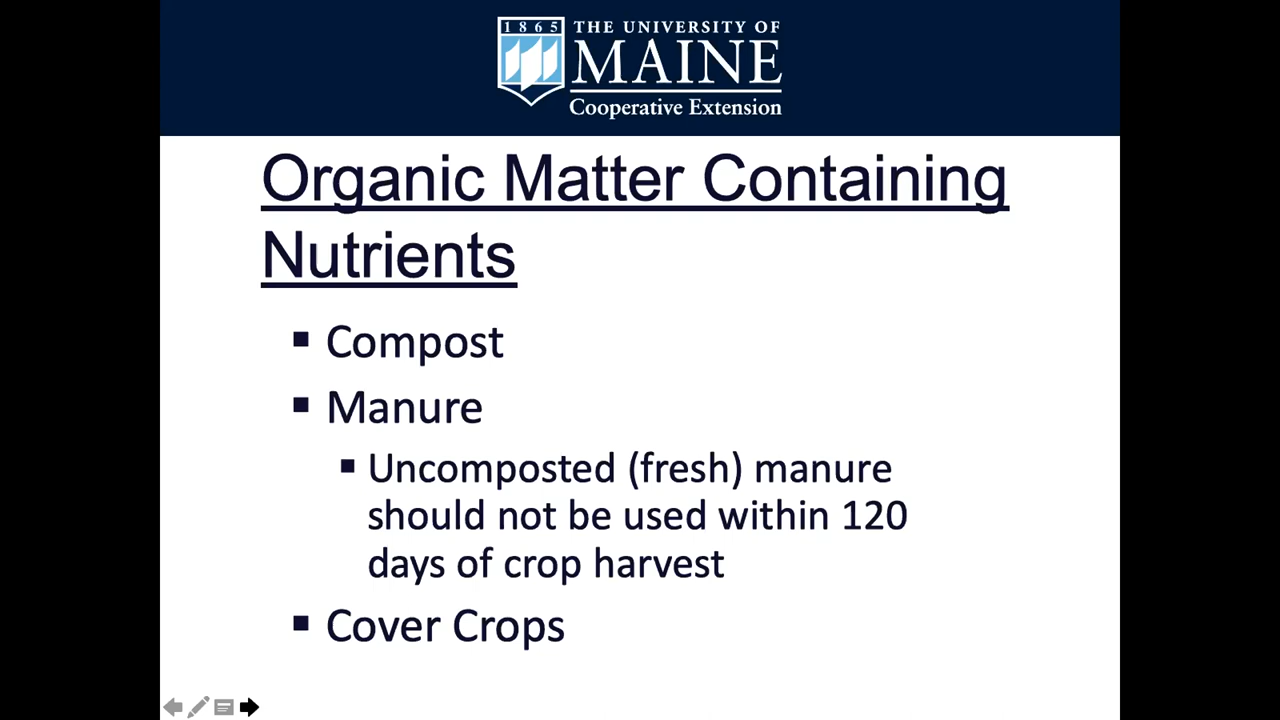 1865
THE UNIVERSITY OF
MAINE
Cooperative Extension
Organic Matter Containing
Nutrients
▪ Compost
▪ Manure
▪ Uncomposted (fresh) manure
should not be used within 120
days of crop harvest
▪ Cover Crops